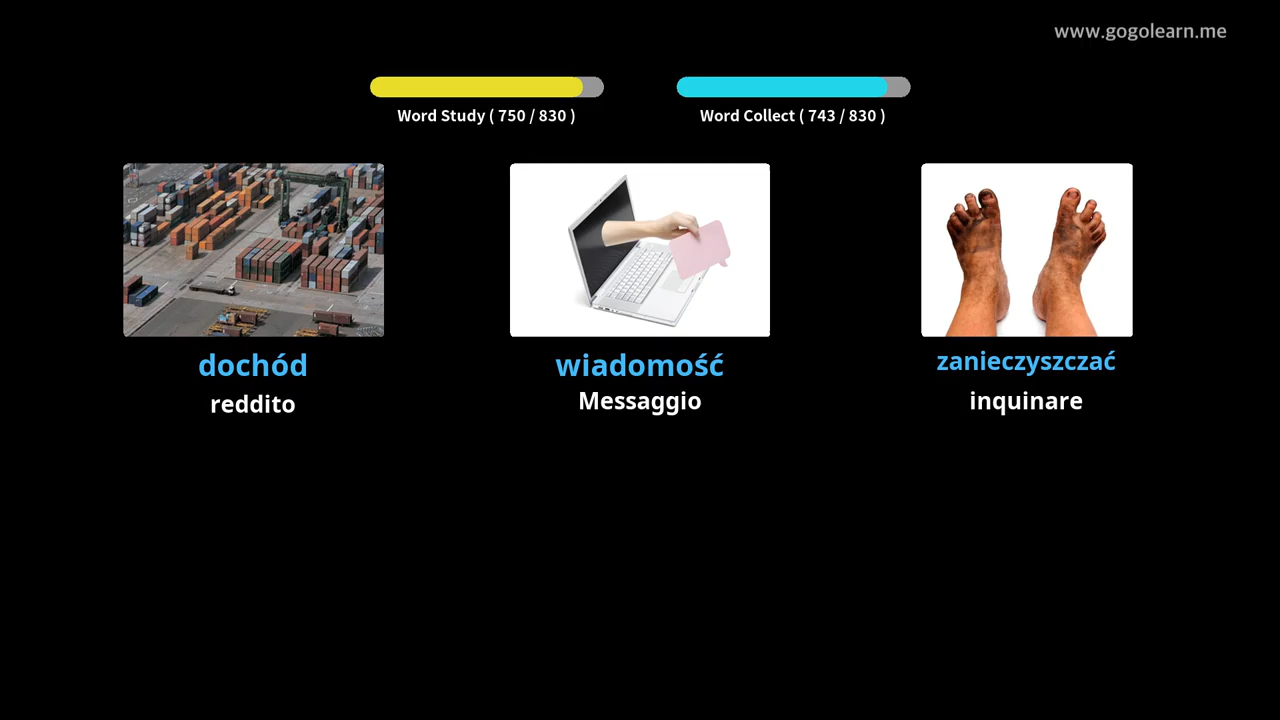 www.gogolearn.me
Word Study ( 750 / 830 )
Word Collect ( 743 / 830 )
dochód
wiadomość
zanieczyszczać
reddito
Messaggio
inquinare